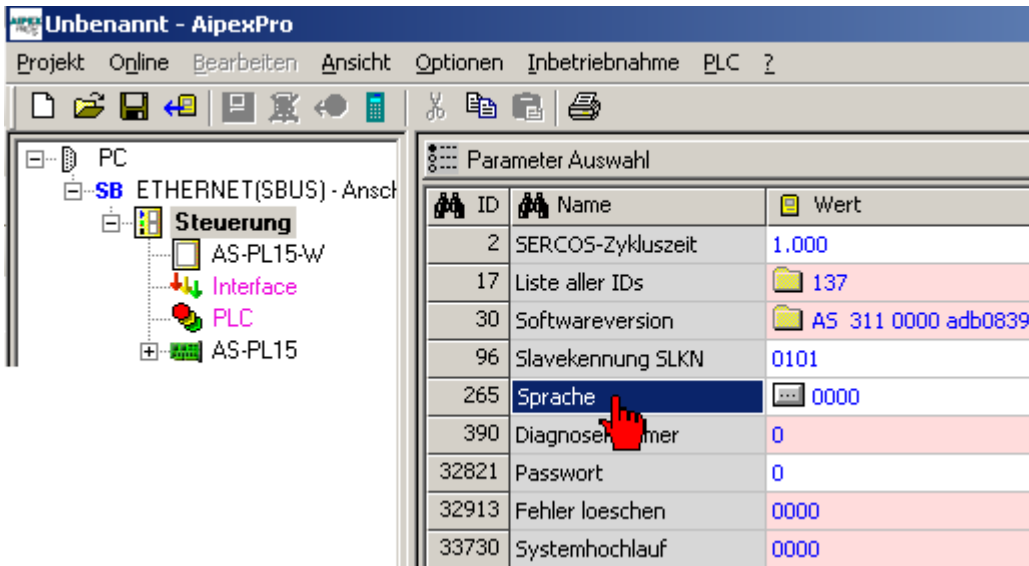 Unbenannt - AipexPro
Projekt Online Bearbeiten Ansicht Optionen Inbetriebnahme PLC ?
PC
SB ETHERNET(SBUS) - Ansch
Steuerung
AS-PL15-W
Interface
PLC
AS-PL15
Parameter Auswahl
ID Name Wert
2 SERCOS-Zykluszeit 1.000
17 Liste aller IDs 137
30 Softwareversion AS 311 0000 adb0839
96 Slavekennung SLKN 0101
265 Sprache 0000
390 0
32821 Passwort 0
32913 Fehler loeschen 0000
33730 Systemhochlauf 0000